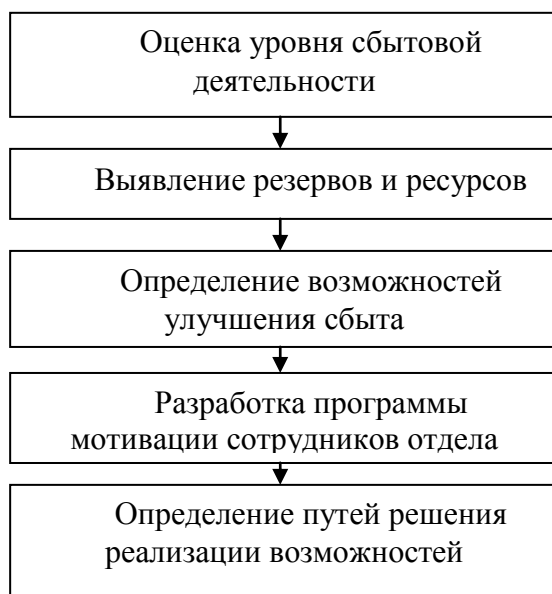 Оценка уровня сбытовой
деятельности
Выявление резервов и ресурсов
Определение возможностей
улучшения сбыта
Разработка программы
мотивации сотрудников отдела
Определение путей решения
реализации возможностей